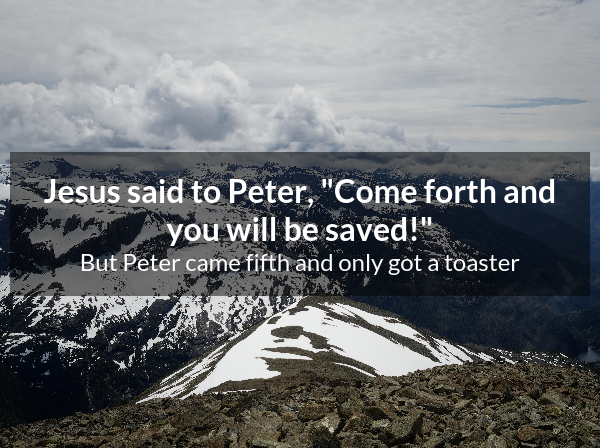 Jesus said to Peter, "Come forth and
you will be saved!"
But Peter came fifth and only got a toaster